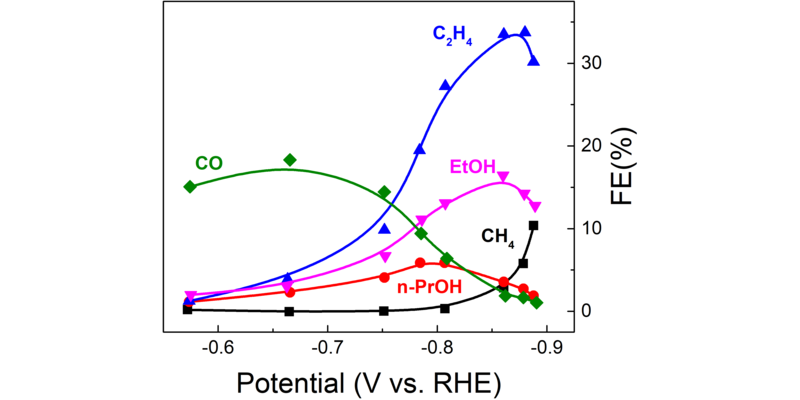 C₂H₄
30
CO
20
EtOH
FE(%)
10
CH₄
n-PrOH
0
-0.6 -0.7 -0.8 -0.9
Potential (V vs. RHE)